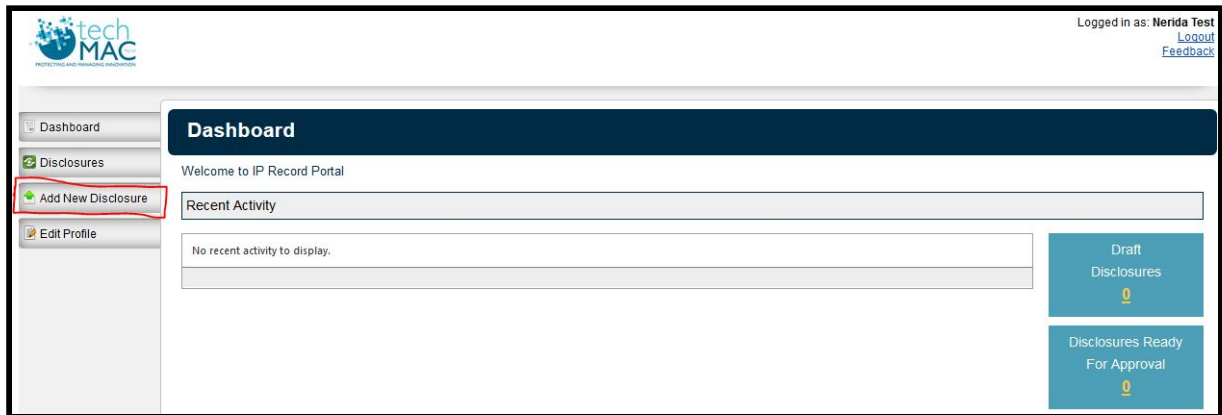 tech
MAC
PROTECTING AND MANAGING INNOVATION
Logged in as: Nerida Test
Logout
Feedback
Dashboard
Disclosures
Add New Disclosure
Edit Profile
Dashboard
Welcome to IP Record Portal
Recent Activity
No recent activity to display.
Draft
Disclosures
0
Disclosures Ready
For Approval
0